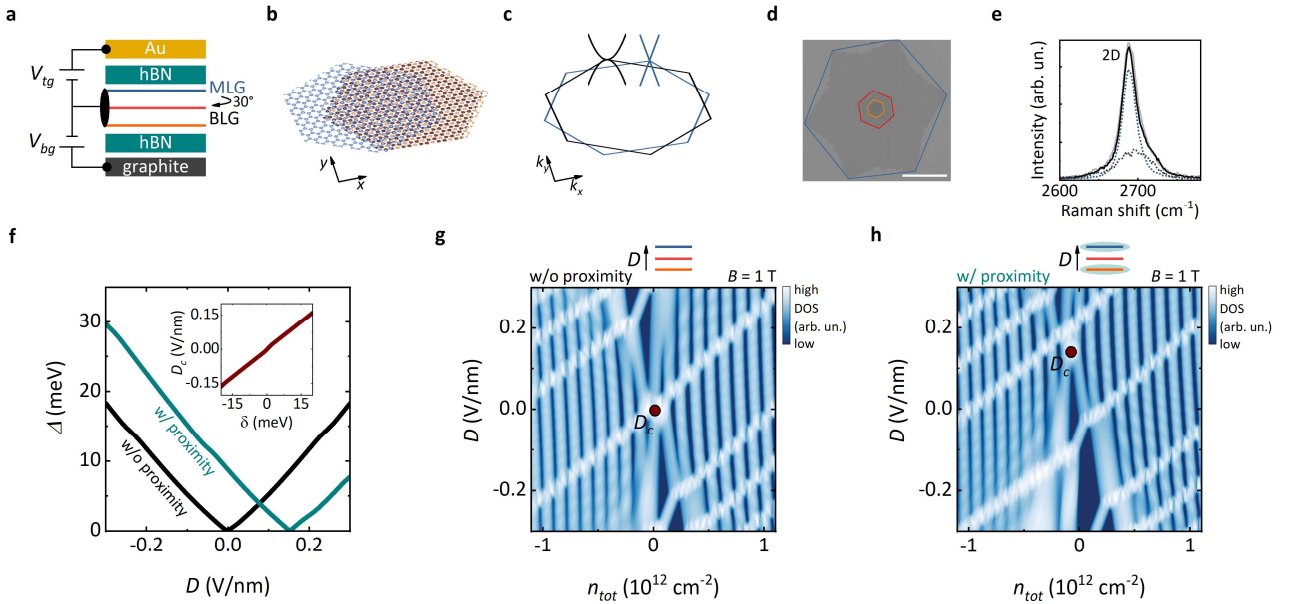 a
Au
hBN
MLG
30°
BLG
hBN
graphite
V_tg
V_bg
b
y
x
c
k_y
k_x
d
e
2D
Intensity (arb. un.)
2600
2700
Raman shift (cm⁻¹)
f
Δ (meV)
30
20
10
0
-0.2
0.0
0.2
D (V/nm)
w/ proximity
w/o proximity
D_c (V/nm)
0.15
0.00
-0.15
-15
0
15
δ (meV)
g
D
w/o proximity
B = 1 T
high
DOS
(arb. un.)
low
D (V/nm)
0.2
0.0
-0.2
D_c
-1
0
1
n_tot (10¹² cm⁻²)
h
D
w/ proximity
B = 1 T
high
DOS
(arb. un.)
low
D (V/nm)
0.2
0.0
-0.2
D_c
-1
0
1
n_tot (10¹² cm⁻²)